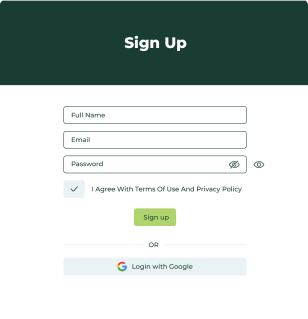 Sign Up
Full Name
Email
Password
I Agree With Terms Of Use And Privacy Policy
Sign up
OR
Login with Google